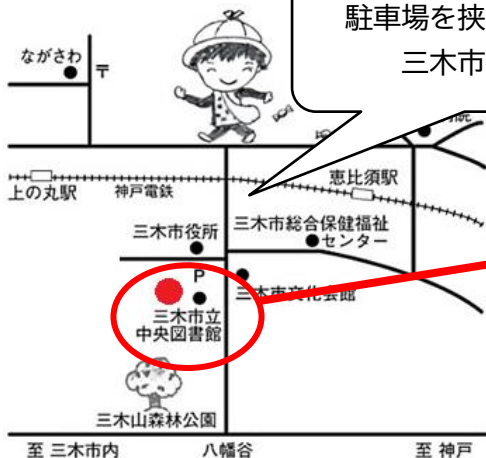 駐車場を挟
三木市
ながさわ
〒
院
上の丸駅
神戸電鉄
恵比須駅
三木市役所
三木市総合保健福祉
センター
P
三木市文化会館
三木市立
中央図書館
三木山森林公園
至 三木市内
八幡谷
至 神戸